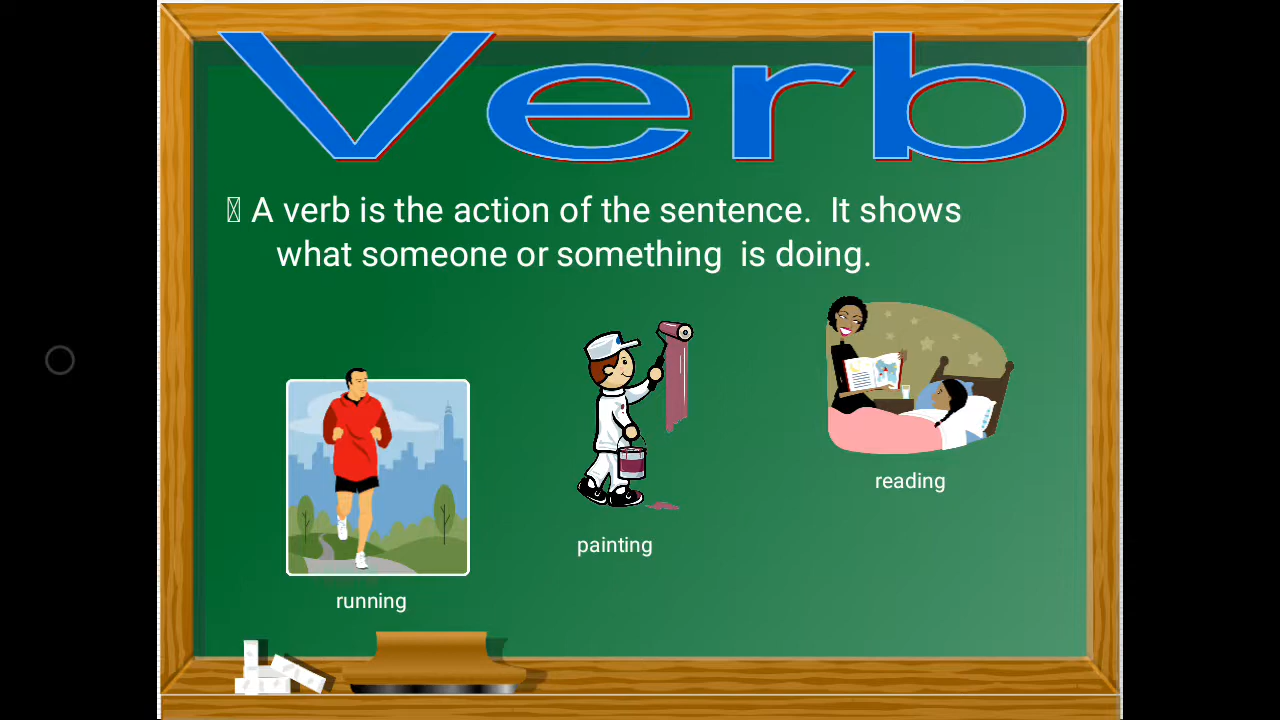 Verb
A verb is the action of the sentence.  It shows
what someone or something  is doing.
reading
painting
running